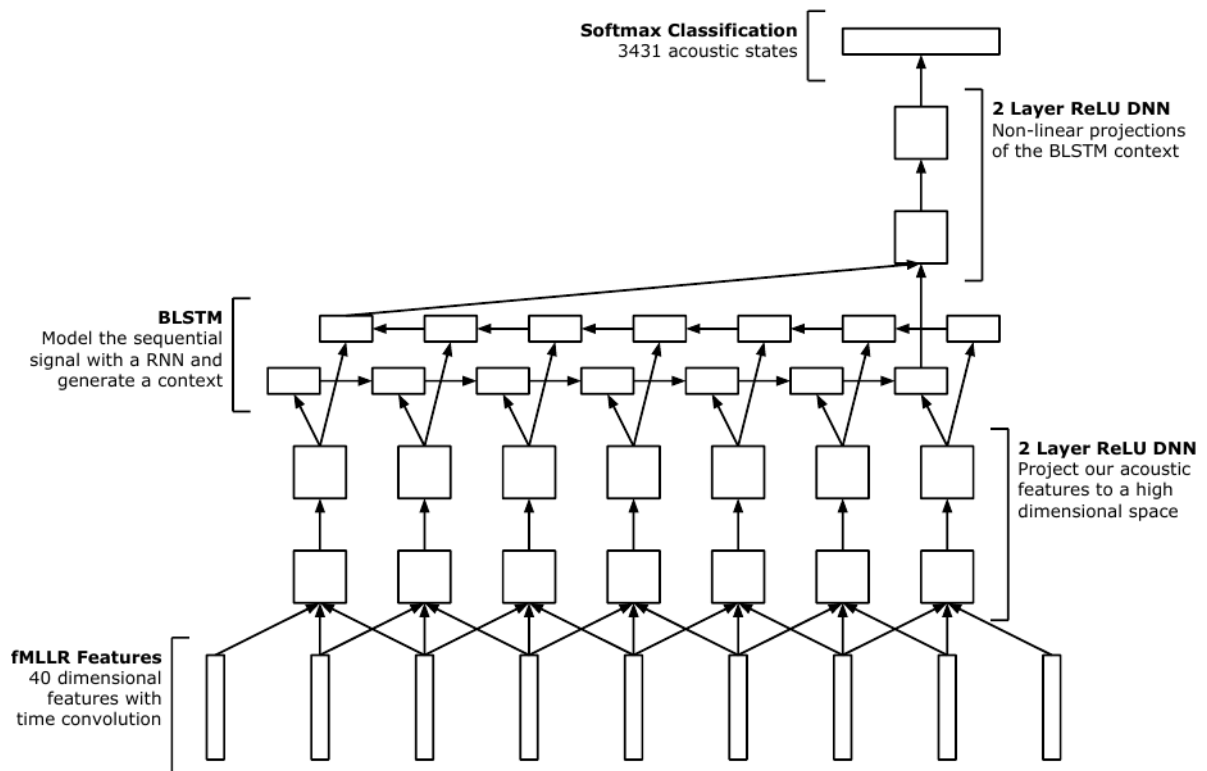 Softmax Classification
3431 acoustic states
2 Layer ReLU DNN
Non-linear projections
of the BLSTM context
BLSTM
Model the sequential
signal with a RNN and
generate a context
2 Layer ReLU DNN
Project our acoustic
features to a high
dimensional space
fMLLR Features
40 dimensional
features with
time convolution